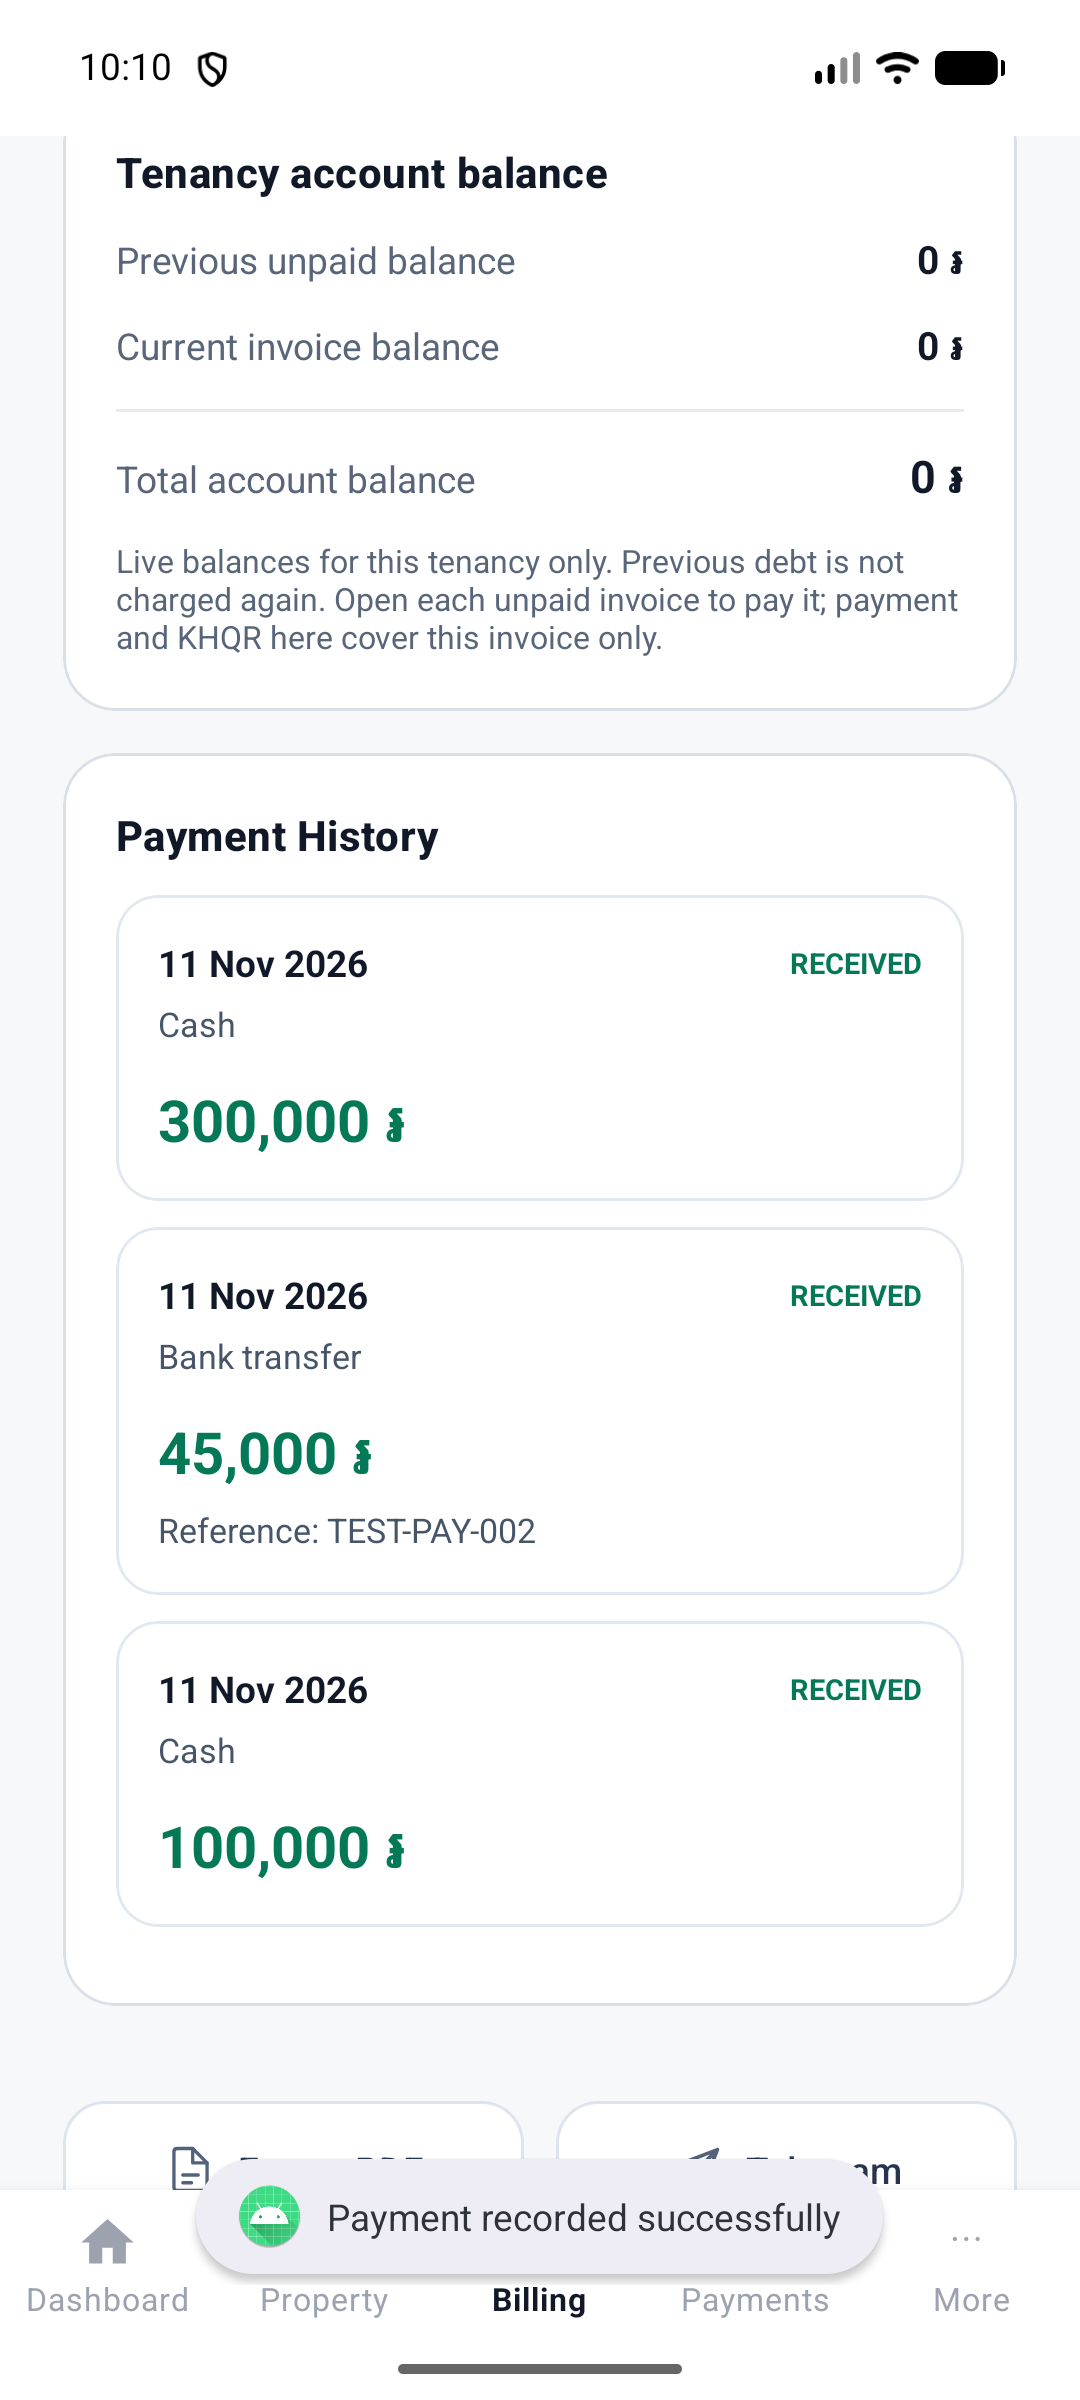 10:10
Tenancy account balance
Previous unpaid balance 0 ៛
Current invoice balance 0 ៛
Total account balance 0 ៛
Live balances for this tenancy only. Previous debt is not
charged again. Open each unpaid invoice to pay it; payment
and KHQR here cover this invoice only.
Payment History
11 Nov 2026 RECEIVED
Cash
300,000 ៛
11 Nov 2026 RECEIVED
Bank transfer
45,000 ៛
Reference: TEST-PAY-002
11 Nov 2026 RECEIVED
Cash
100,000 ៛
Payment recorded successfully
Dashboard Property Billing Payments More